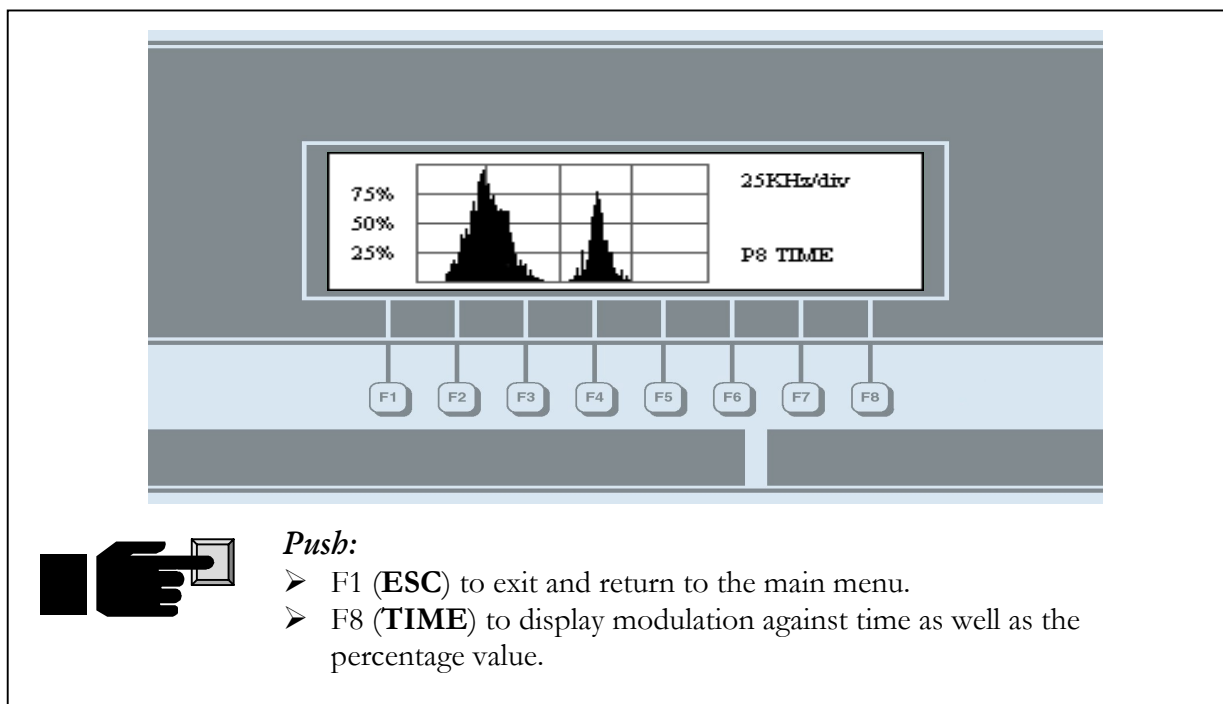 75%
50%
25%
25KHz/div
P8 TIME
F1 F2 F3 F4 F5 F6 F7 F8
Push:
➢ F1 (ESC) to exit and return to the main menu.
➢ F8 (TIME) to display modulation against time as well as the
percentage value.